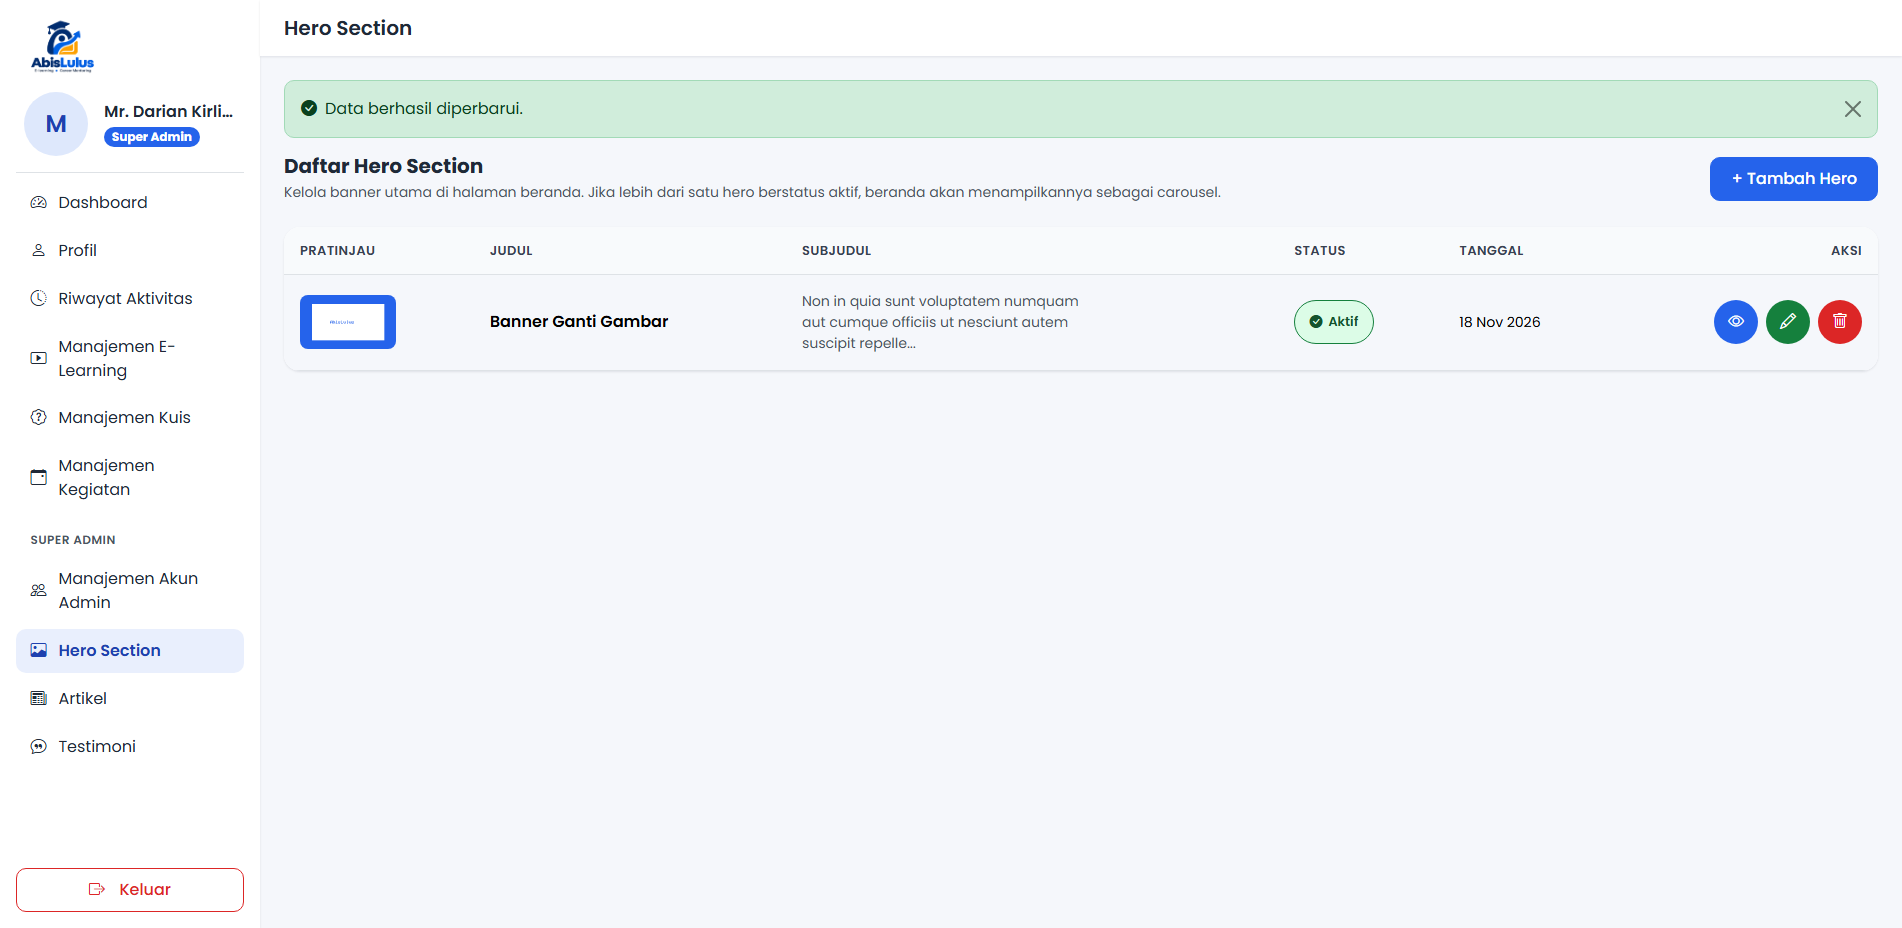 AbisLulus
Hero Section
M
Mr. Darian Kirli...
Super Admin
Dashboard
Profil
Riwayat Aktivitas
Manajemen E-
Learning
Manajemen Kuis
Manajemen
Kegiatan
SUPER ADMIN
Manajemen Akun
Admin
Hero Section
Artikel
Testimoni
Keluar
Data berhasil diperbarui.
Daftar Hero Section
Kelola banner utama di halaman beranda. Jika lebih dari satu hero berstatus aktif, beranda akan menampilkannya sebagai carousel.
+ Tambah Hero
PRATINJAU JUDUL SUBJUDUL STATUS TANGGAL AKSI
AbisLulus
Banner Ganti Gambar
Non in quia sunt voluptatem numquam
aut cumque officiis ut nesciunt autem
suscipit repelle...
Aktif
18 Nov 2026